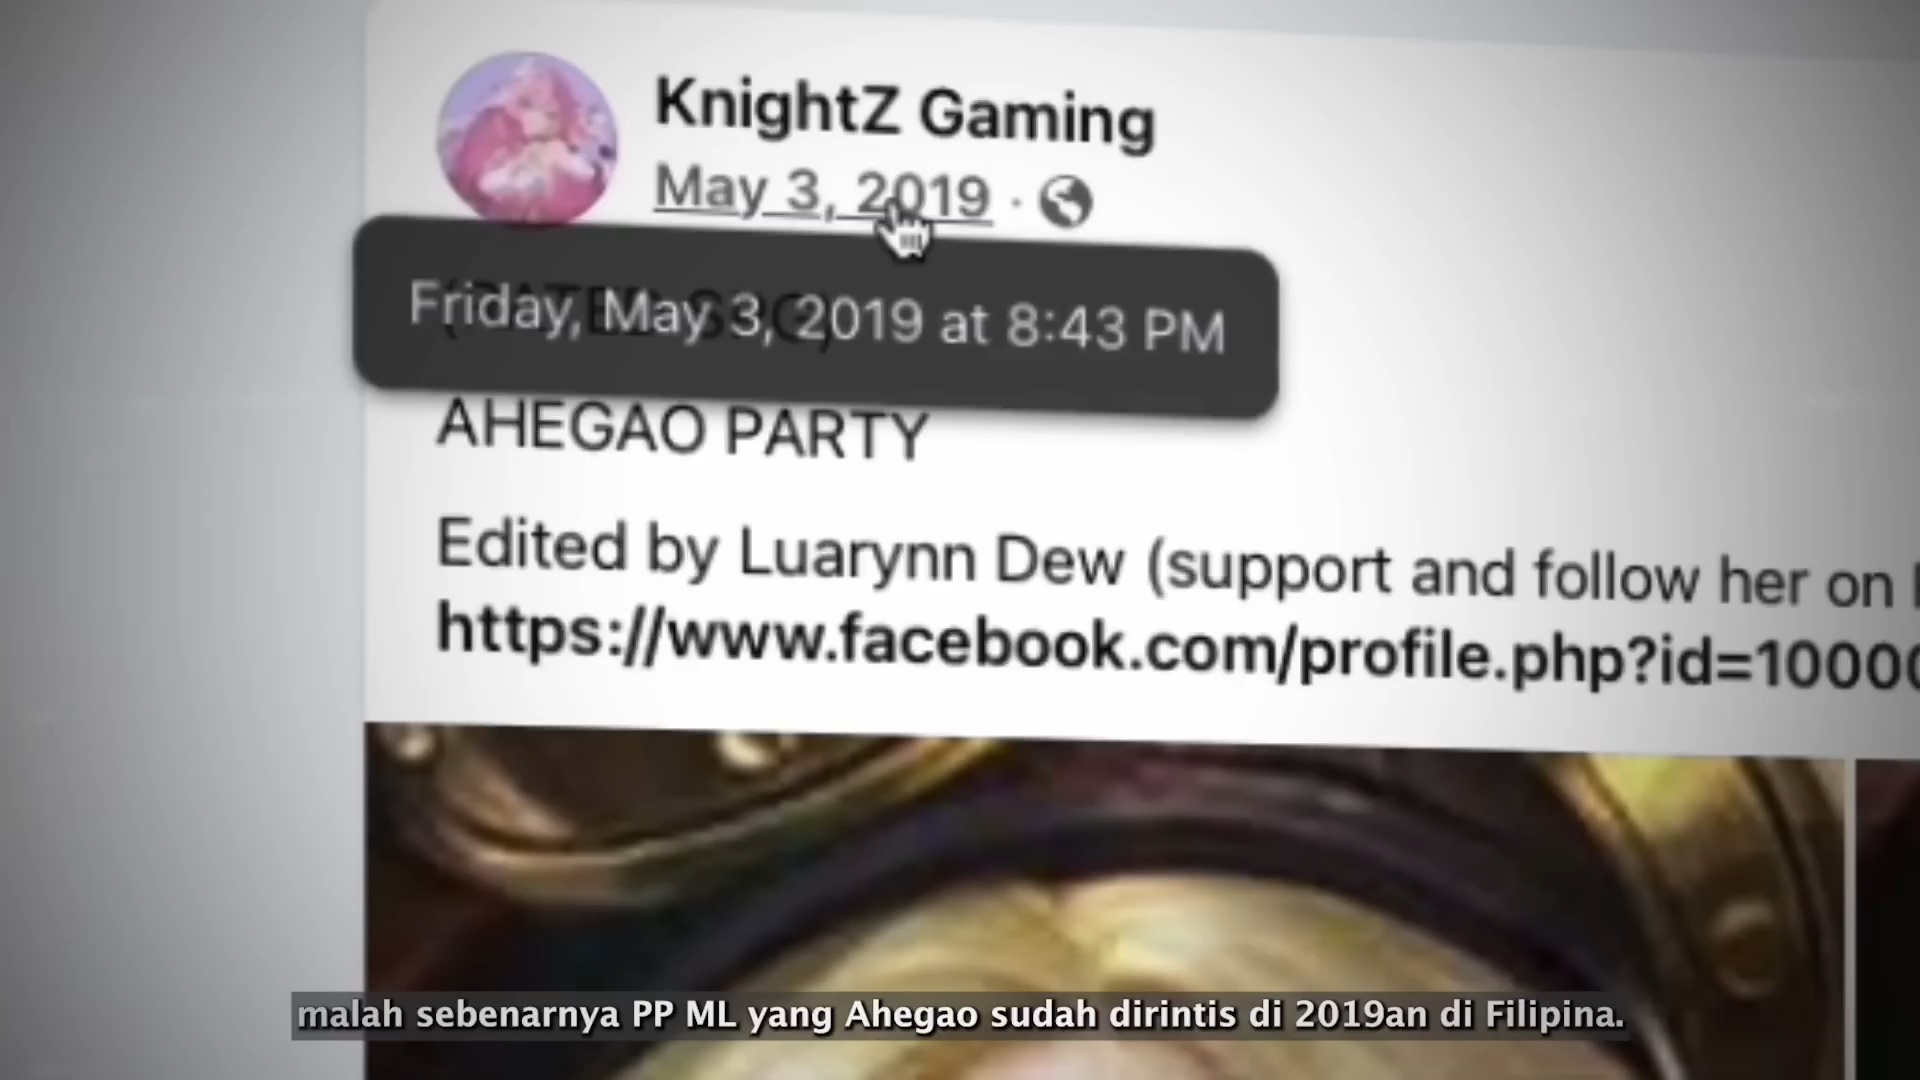 KnightZ Gaming
May 3, 2019 ·
Friday, May 3, 2019 at 8:43 PM
AHEGAO PARTY
Edited by Luarynn Dew (support and follow her on
https://www.facebook.com/profile.php?id=10000
malah sebenarnya PP ML yang Ahegao sudah dirintis di 2019an di Filipina.